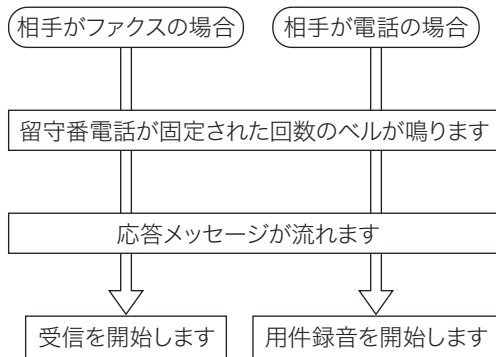 相手がファクスの場合
相手が電話の場合
留守番電話が固定された回数のベルが鳴ります
応答メッセージが流れます
受信を開始します
用件録音を開始します